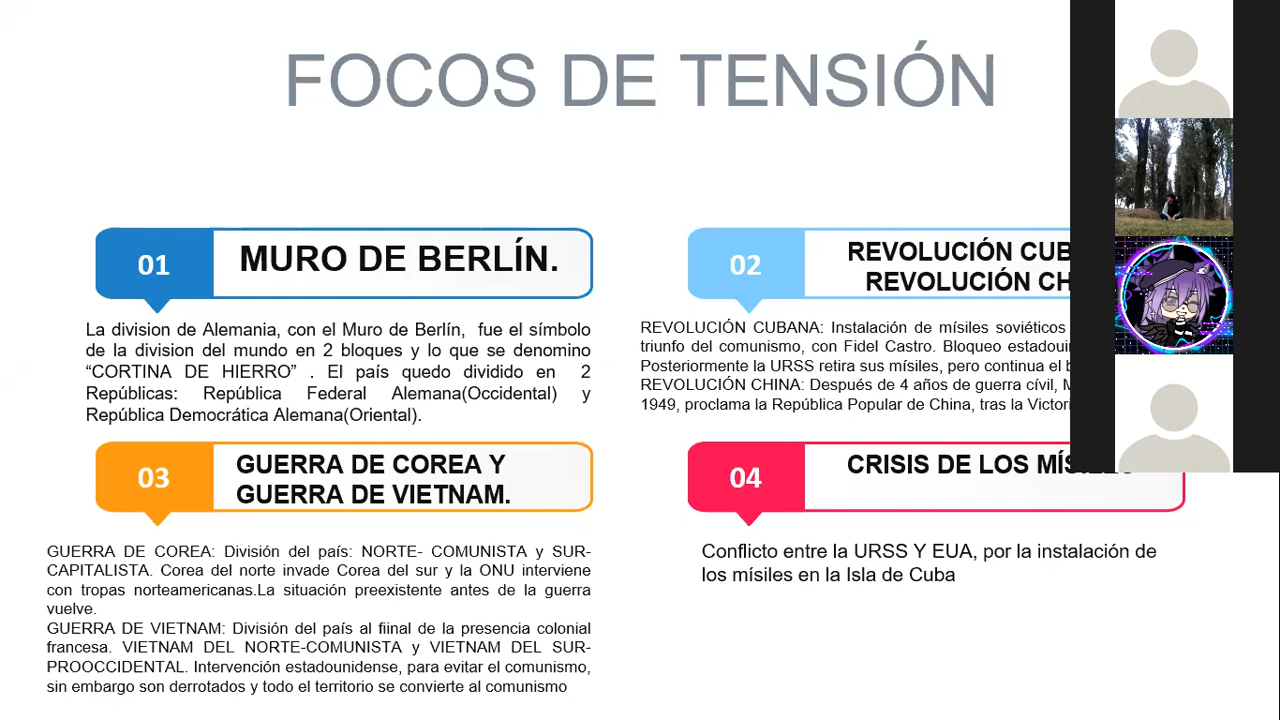 FOCOS DE TENSIÓN
01
MURO DE BERLÍN.
La division de Alemania, con el Muro de Berlín, fue el símbolo
de la division del mundo en 2 bloques y lo que se denomino
“CORTINA DE HIERRO” . El país quedo dividido en 2
Repúblicas: República Federal Alemana(Occidental) y
República Democrática Alemana(Oriental).
02
REVOLUCIÓN
REVOLUCIÓN
REVOLUCIÓN CUBANA: Instalación de mísiles soviéticos
triunfo del comunismo, con Fidel Castro. Bloqueo
Posteriormente la URSS retira sus mísiles, pero continua el
REVOLUCIÓN CHINA: Después de 4 años de guerra cívil,
1949, proclama la República Popular de China, tras la
03
GUERRA DE COREA Y
GUERRA DE VIETNAM.
GUERRA DE COREA: División del país: NORTE- COMUNISTA y SUR-
CAPITALISTA. Corea del norte invade Corea del sur y la ONU interviene
con tropas norteamericanas.La situación preexistente antes de la guerra
vuelve.
GUERRA DE VIETNAM: División del país al fiinal de la presencia colonial
francesa. VIETNAM DEL NORTE-COMUNISTA y VIETNAM DEL SUR-
PROOCCIDENTAL. Intervención estadounidense, para evitar el comunismo,
sin embargo son derrotados y todo el territorio se convierte al comunismo
04
CRISIS DE LOS
Conflicto entre la URSS Y EUA, por la instalación de
los mísiles en la Isla de Cuba